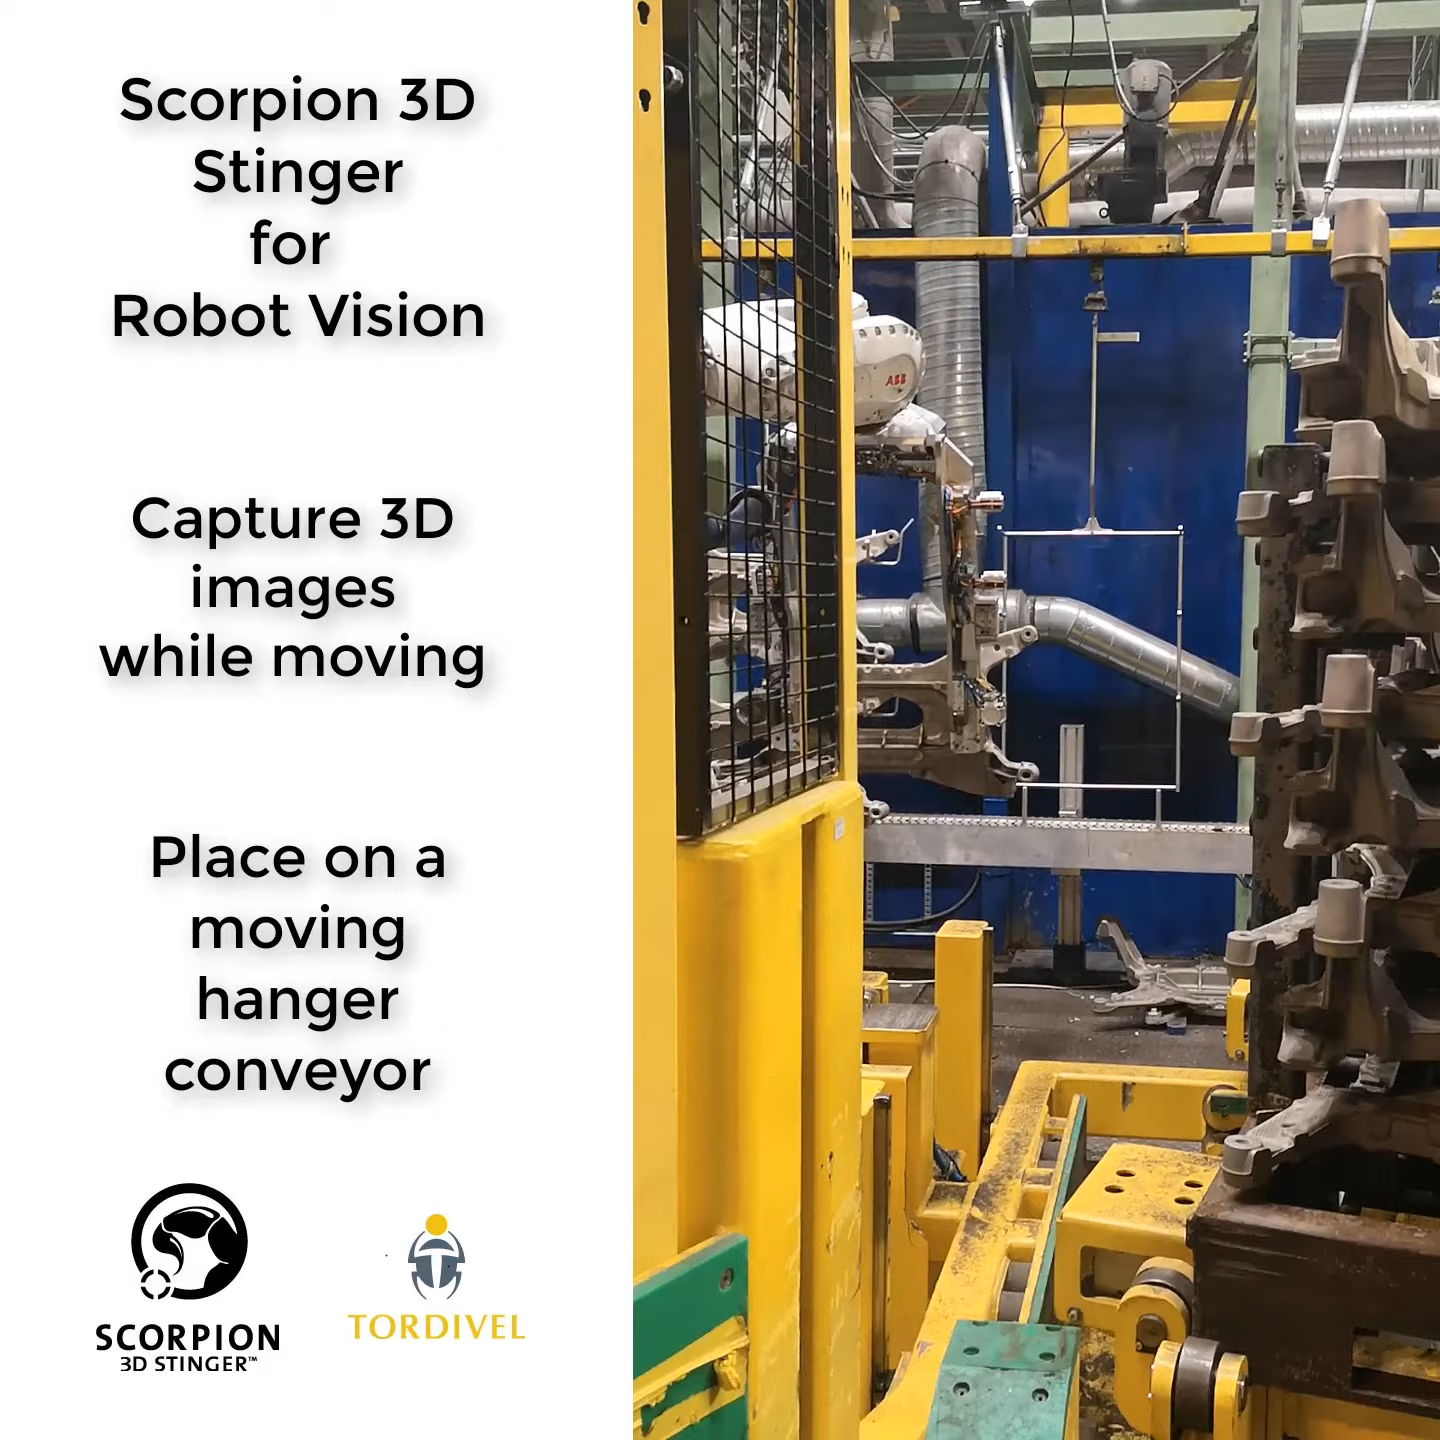 Scorpion 3D
Stinger
for
Robot Vision
Capture 3D
images
while moving
Place on a
moving
hanger
conveyor
SCORPION
3D STINGER™
TORDIVEL
ABB